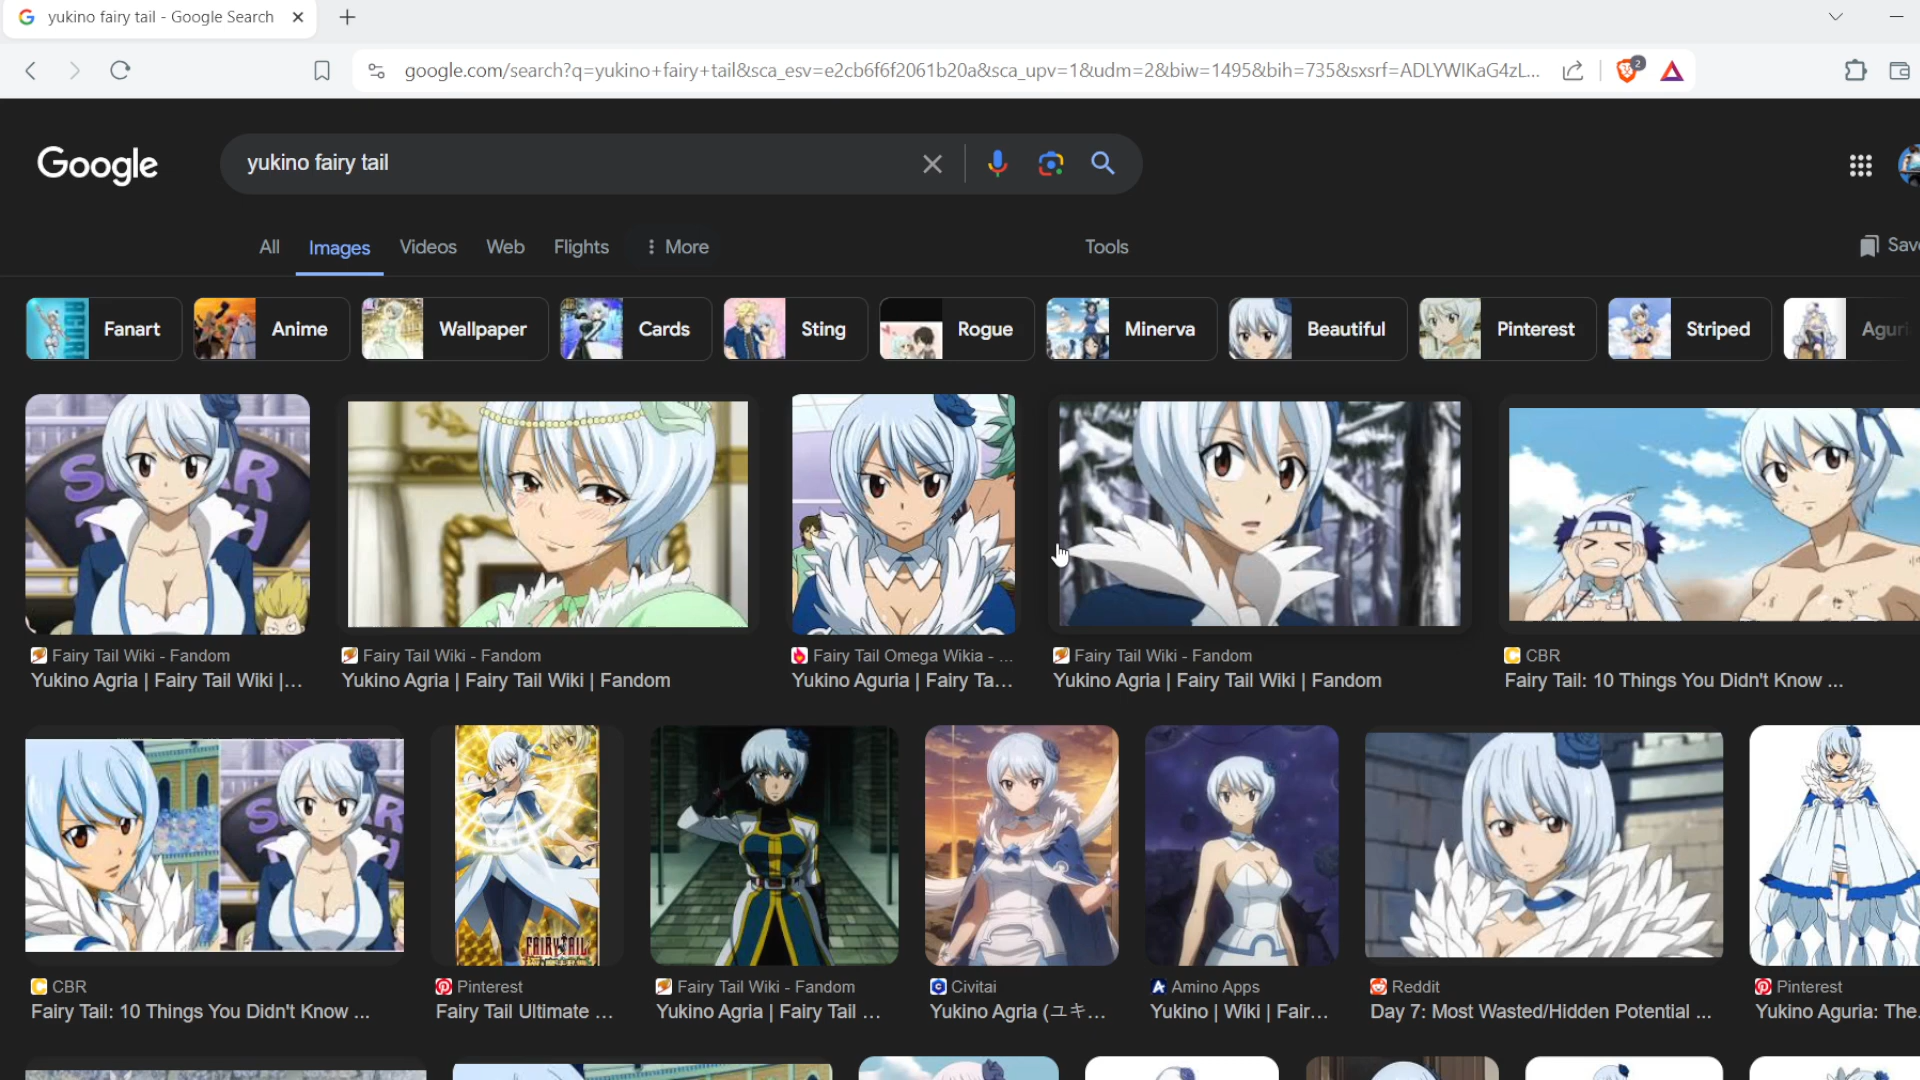 yukino fairy tail - Google Search
google.com/search?q=yukino+fairy+tail&sca_esv=e2cb6f6f2061b20a&sca_upv=1&udm=2&biw=1495&bih=735&sxsrf=ADLYWIKaG4zL...
2
Google
yukino fairy tail
All Images Videos Web Flights More Tools Save
Fanart Anime Wallpaper Cards Sting Rogue Minerva Beautiful Pinterest Striped Aguri
Fairy Tail Wiki - Fandom
Yukino Agria | Fairy Tail Wiki |...
Fairy Tail Wiki - Fandom
Yukino Agria | Fairy Tail Wiki | Fandom
Fairy Tail Omega Wikia - ...
Yukino Aguria | Fairy Ta...
Fairy Tail Wiki - Fandom
Yukino Agria | Fairy Tail Wiki | Fandom
CBR
Fairy Tail: 10 Things You Didn't Know ...
FAIRY TAIL
CBR
Fairy Tail: 10 Things You Didn't Know ...
Pinterest
Fairy Tail Ultimate ...
Fairy Tail Wiki - Fandom
Yukino Agria | Fairy Tail ...
Civitai
Yukino Agria (ユキ...
Amino Apps
Yukino | Wiki | Fair...
Reddit
Day 7: Most Wasted/Hidden Potential ...
Pinterest
Yukino Aguria: The